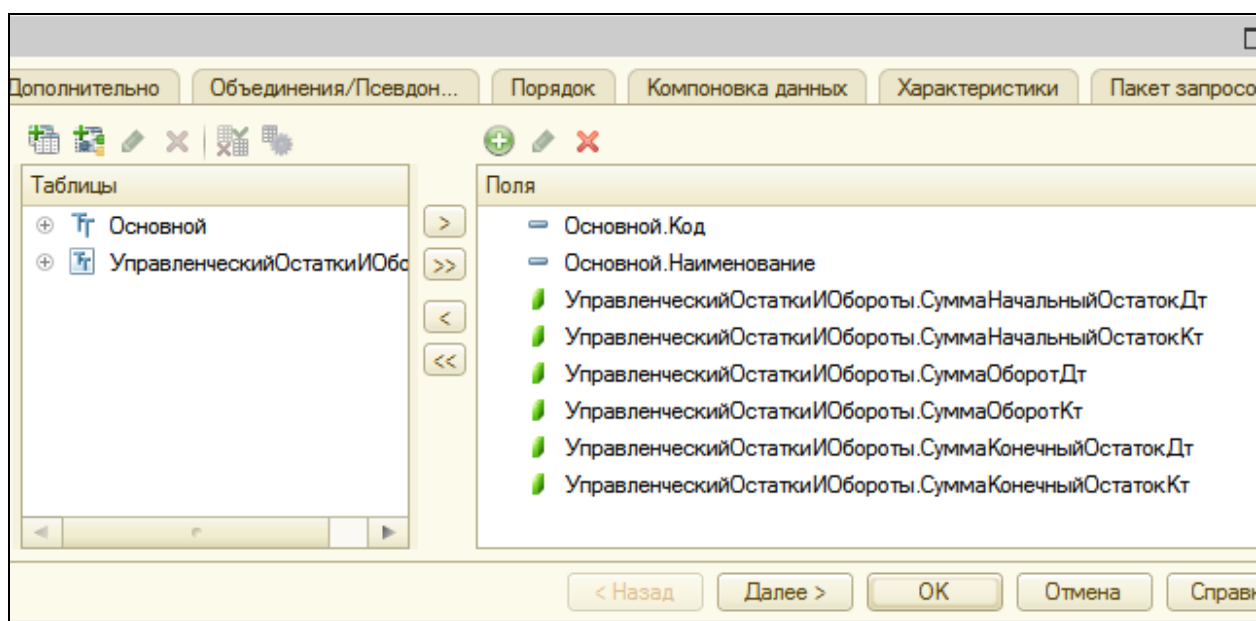 Дополнительно
Объединения/Псевдон...
Порядок
Компоновка данных
Характеристики
Пакет запросо
Таблицы
Основной
УправленческийОстаткиИОбо
>
>>
<
<<
Поля
Основной.Код
Основной.Наименование
УправленческийОстаткиИОбороты.СуммаНачальныйОстатокДт
УправленческийОстаткиИОбороты.СуммаНачальныйОстатокКт
УправленческийОстаткиИОбороты.СуммаОборотДт
УправленческийОстаткиИОбороты.СуммаОборотКт
УправленческийОстаткиИОбороты.СуммаКонечныйОстатокДт
УправленческийОстаткиИОбороты.СуммаКонечныйОстатокКт
< Назад
Далее >
OK
Отмена
Справ